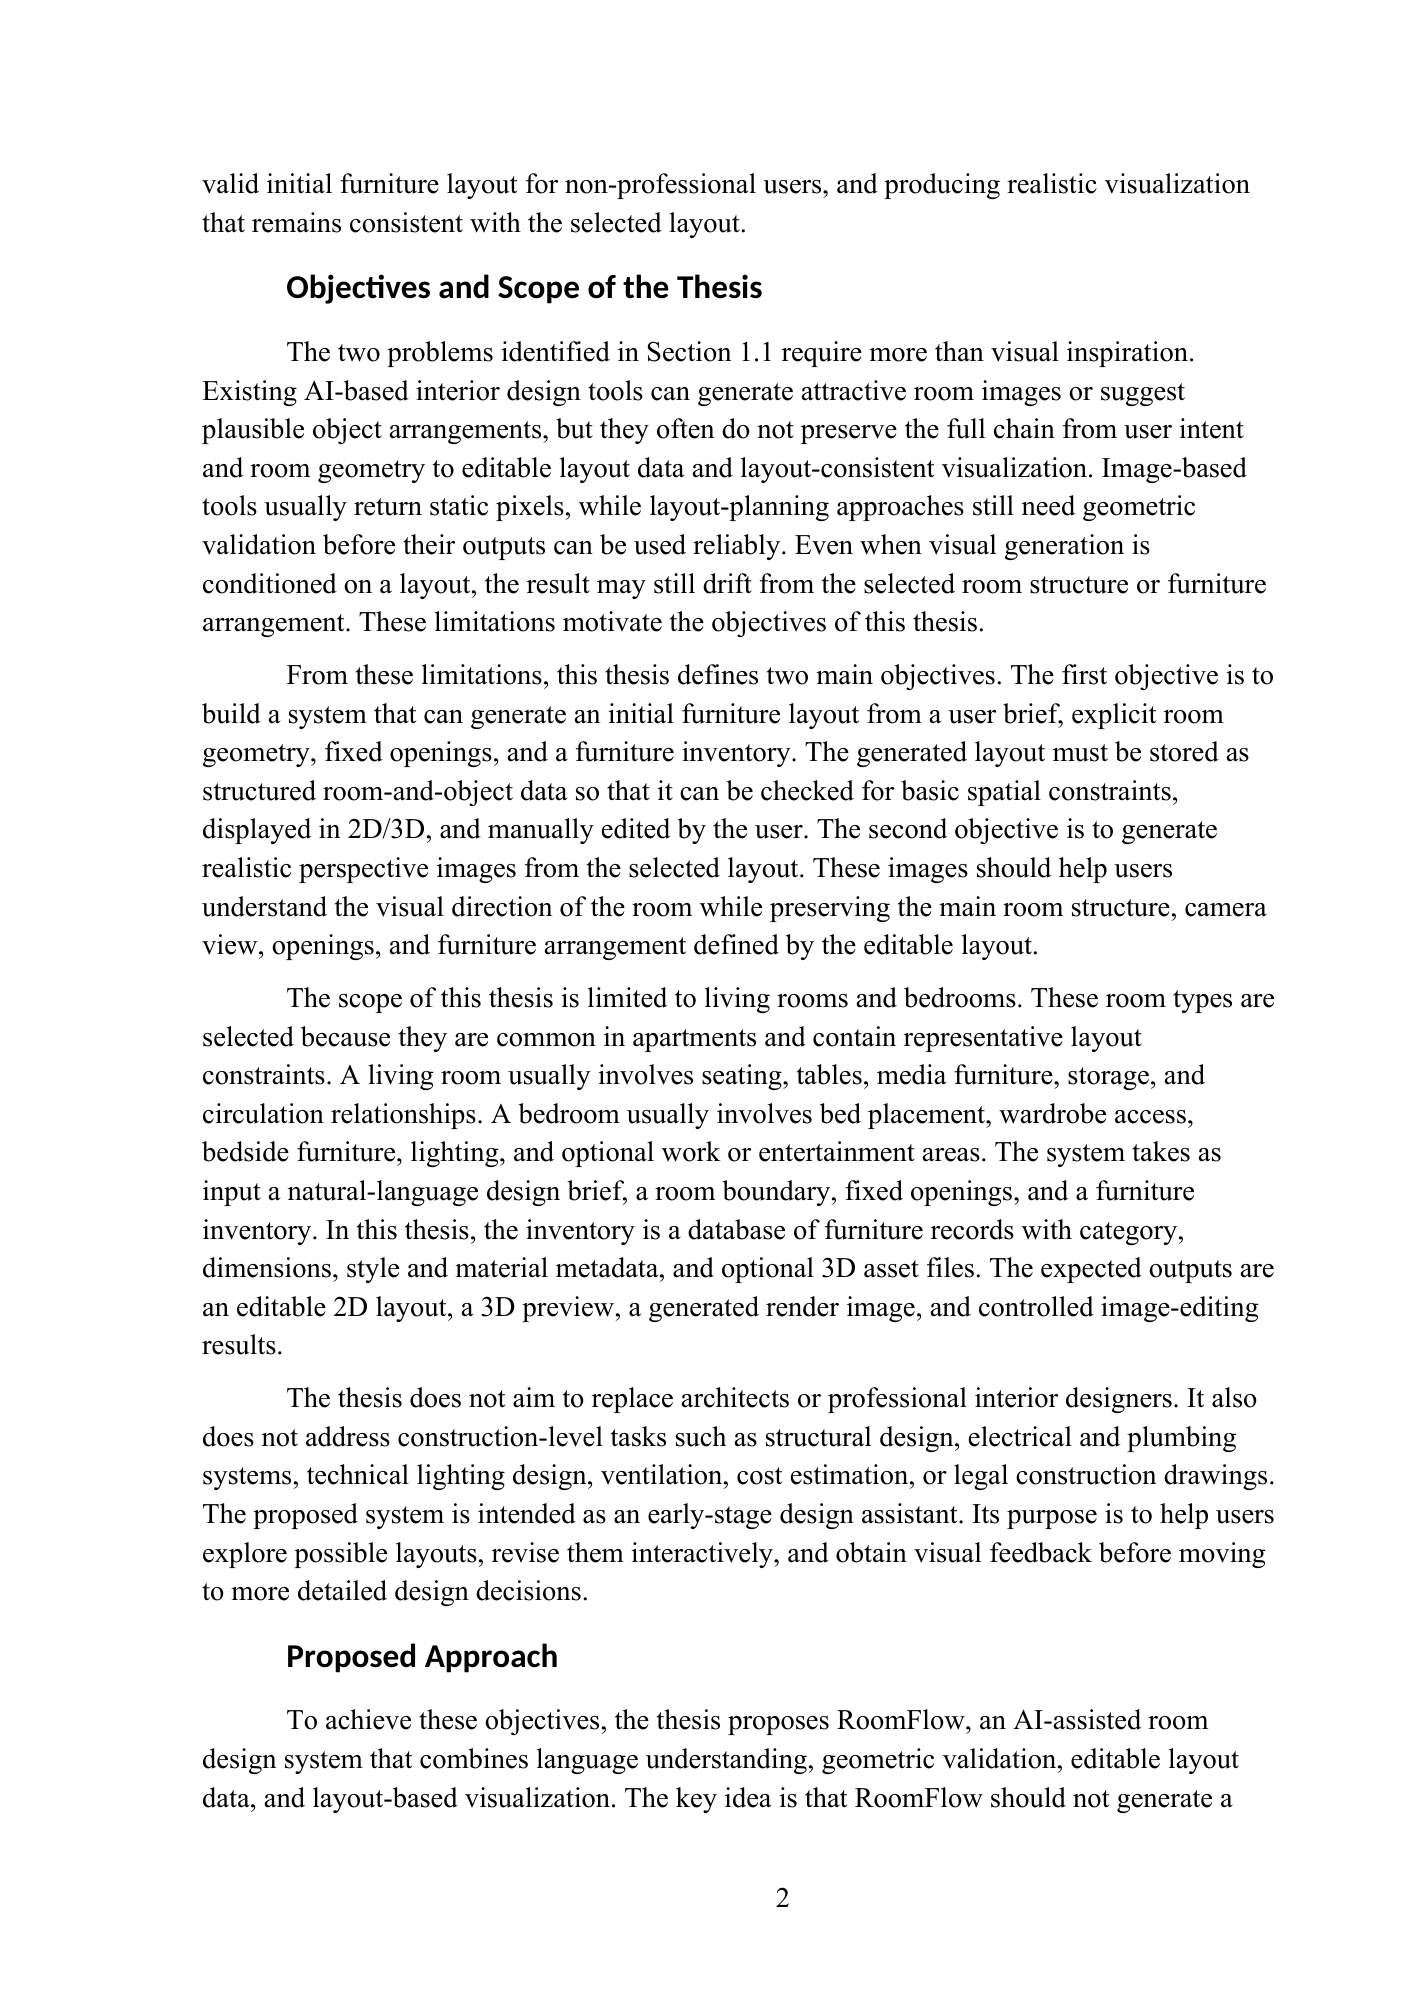 valid initial furniture layout for non-professional users, and producing realistic visualization
that remains consistent with the selected layout.
Objectives and Scope of the Thesis
The two problems identified in Section 1.1 require more than visual inspiration.
Existing AI-based interior design tools can generate attractive room images or suggest
plausible object arrangements, but they often do not preserve the full chain from user intent
and room geometry to editable layout data and layout-consistent visualization. Image-based
tools usually return static pixels, while layout-planning approaches still need geometric
validation before their outputs can be used reliably. Even when visual generation is
conditioned on a layout, the result may still drift from the selected room structure or furniture
arrangement. These limitations motivate the objectives of this thesis.
From these limitations, this thesis defines two main objectives. The first objective is to
build a system that can generate an initial furniture layout from a user brief, explicit room
geometry, fixed openings, and a furniture inventory. The generated layout must be stored as
structured room-and-object data so that it can be checked for basic spatial constraints,
displayed in 2D/3D, and manually edited by the user. The second objective is to generate
realistic perspective images from the selected layout. These images should help users
understand the visual direction of the room while preserving the main room structure, camera
view, openings, and furniture arrangement defined by the editable layout.
The scope of this thesis is limited to living rooms and bedrooms. These room types are
selected because they are common in apartments and contain representative layout
constraints. A living room usually involves seating, tables, media furniture, storage, and
circulation relationships. A bedroom usually involves bed placement, wardrobe access,
bedside furniture, lighting, and optional work or entertainment areas. The system takes as
input a natural-language design brief, a room boundary, fixed openings, and a furniture
inventory. In this thesis, the inventory is a database of furniture records with category,
dimensions, style and material metadata, and optional 3D asset files. The expected outputs are
an editable 2D layout, a 3D preview, a generated render image, and controlled image-editing
results.
The thesis does not aim to replace architects or professional interior designers. It also
does not address construction-level tasks such as structural design, electrical and plumbing
systems, technical lighting design, ventilation, cost estimation, or legal construction drawings.
The proposed system is intended as an early-stage design assistant. Its purpose is to help users
explore possible layouts, revise them interactively, and obtain visual feedback before moving
to more detailed design decisions.
Proposed Approach
To achieve these objectives, the thesis proposes RoomFlow, an AI-assisted room
design system that combines language understanding, geometric validation, editable layout
data, and layout-based visualization. The key idea is that RoomFlow should not generate a
2